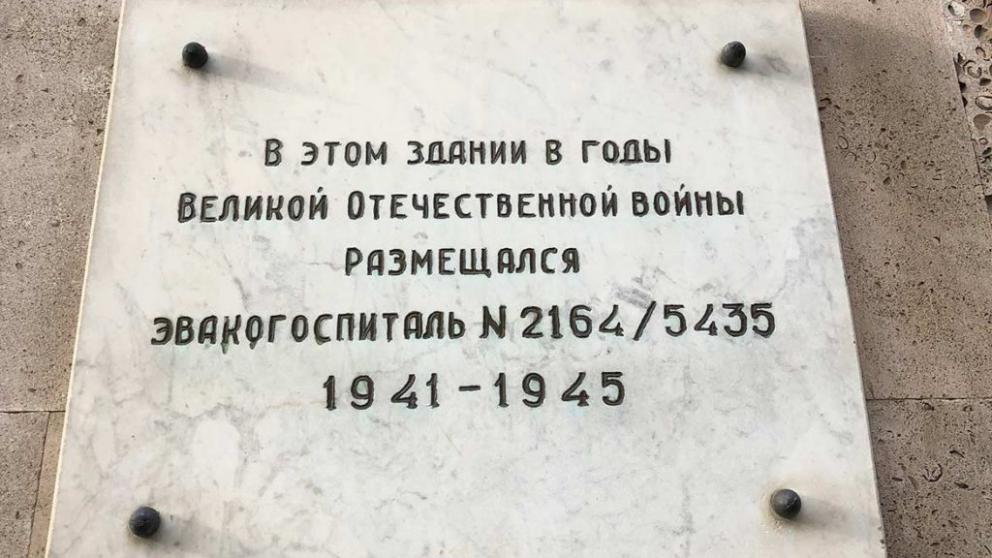 В ЭТОМ ЗДАНИИ В ГОДЫ
ВЕЛИКОЙ ОТЕЧЕСТВЕННОЙ ВОЙНЫ
РАЗМЕЩАЛСЯ
ЭВАКОГОСПИТАЛЬ N 2164/5435
1941-1945